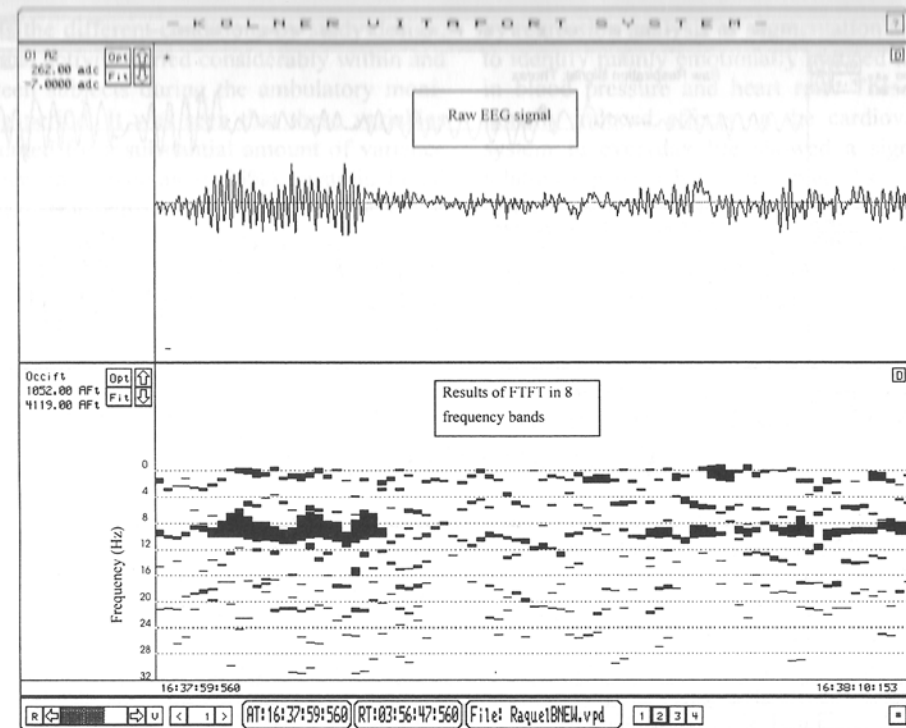 - KOLNER VITAPORT SYSTEM -
?
O1 A2
262.00 adc
-7.0000 adc
Opt
Fit
D
Raw EEG signal
Occift
1052.00 AFt
4119.00 AFt
Opt
Fit
D
Results of FTFT in 8
frequency bands
Frequency (Hz)
0
4
8
12
16
20
24
28
32
16:37:59:560 16:38:10:153
R U < 1 > AT:16:37:59:560 RT:03:56:47:560 File: RaquelBNEW.vpd 1 2 3 4